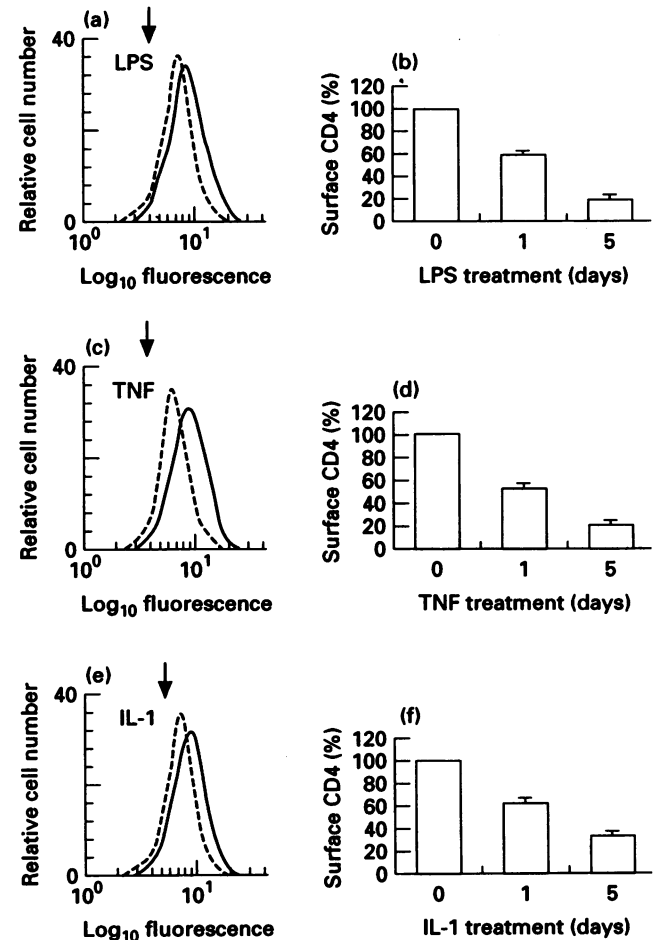 (a)
40
LPS
Relative cell number
0
10⁰
10¹
Log₁₀ fluorescence
(b)
Surface CD4 (%)
120
100
80
60
40
20
0
0 1 5
LPS treatment (days)
(c)
40
TNF
Relative cell number
0
10⁰
10¹
Log₁₀ fluorescence
(d)
Surface CD4 (%)
120
100
80
60
40
20
0
0 1 5
TNF treatment (days)
(e)
40
IL-1
Relative cell number
0
10⁰
10¹
Log₁₀ fluorescence
(f)
Surface CD4 (%)
120
100
80
60
40
20
0
0 1 5
IL-1 treatment (days)